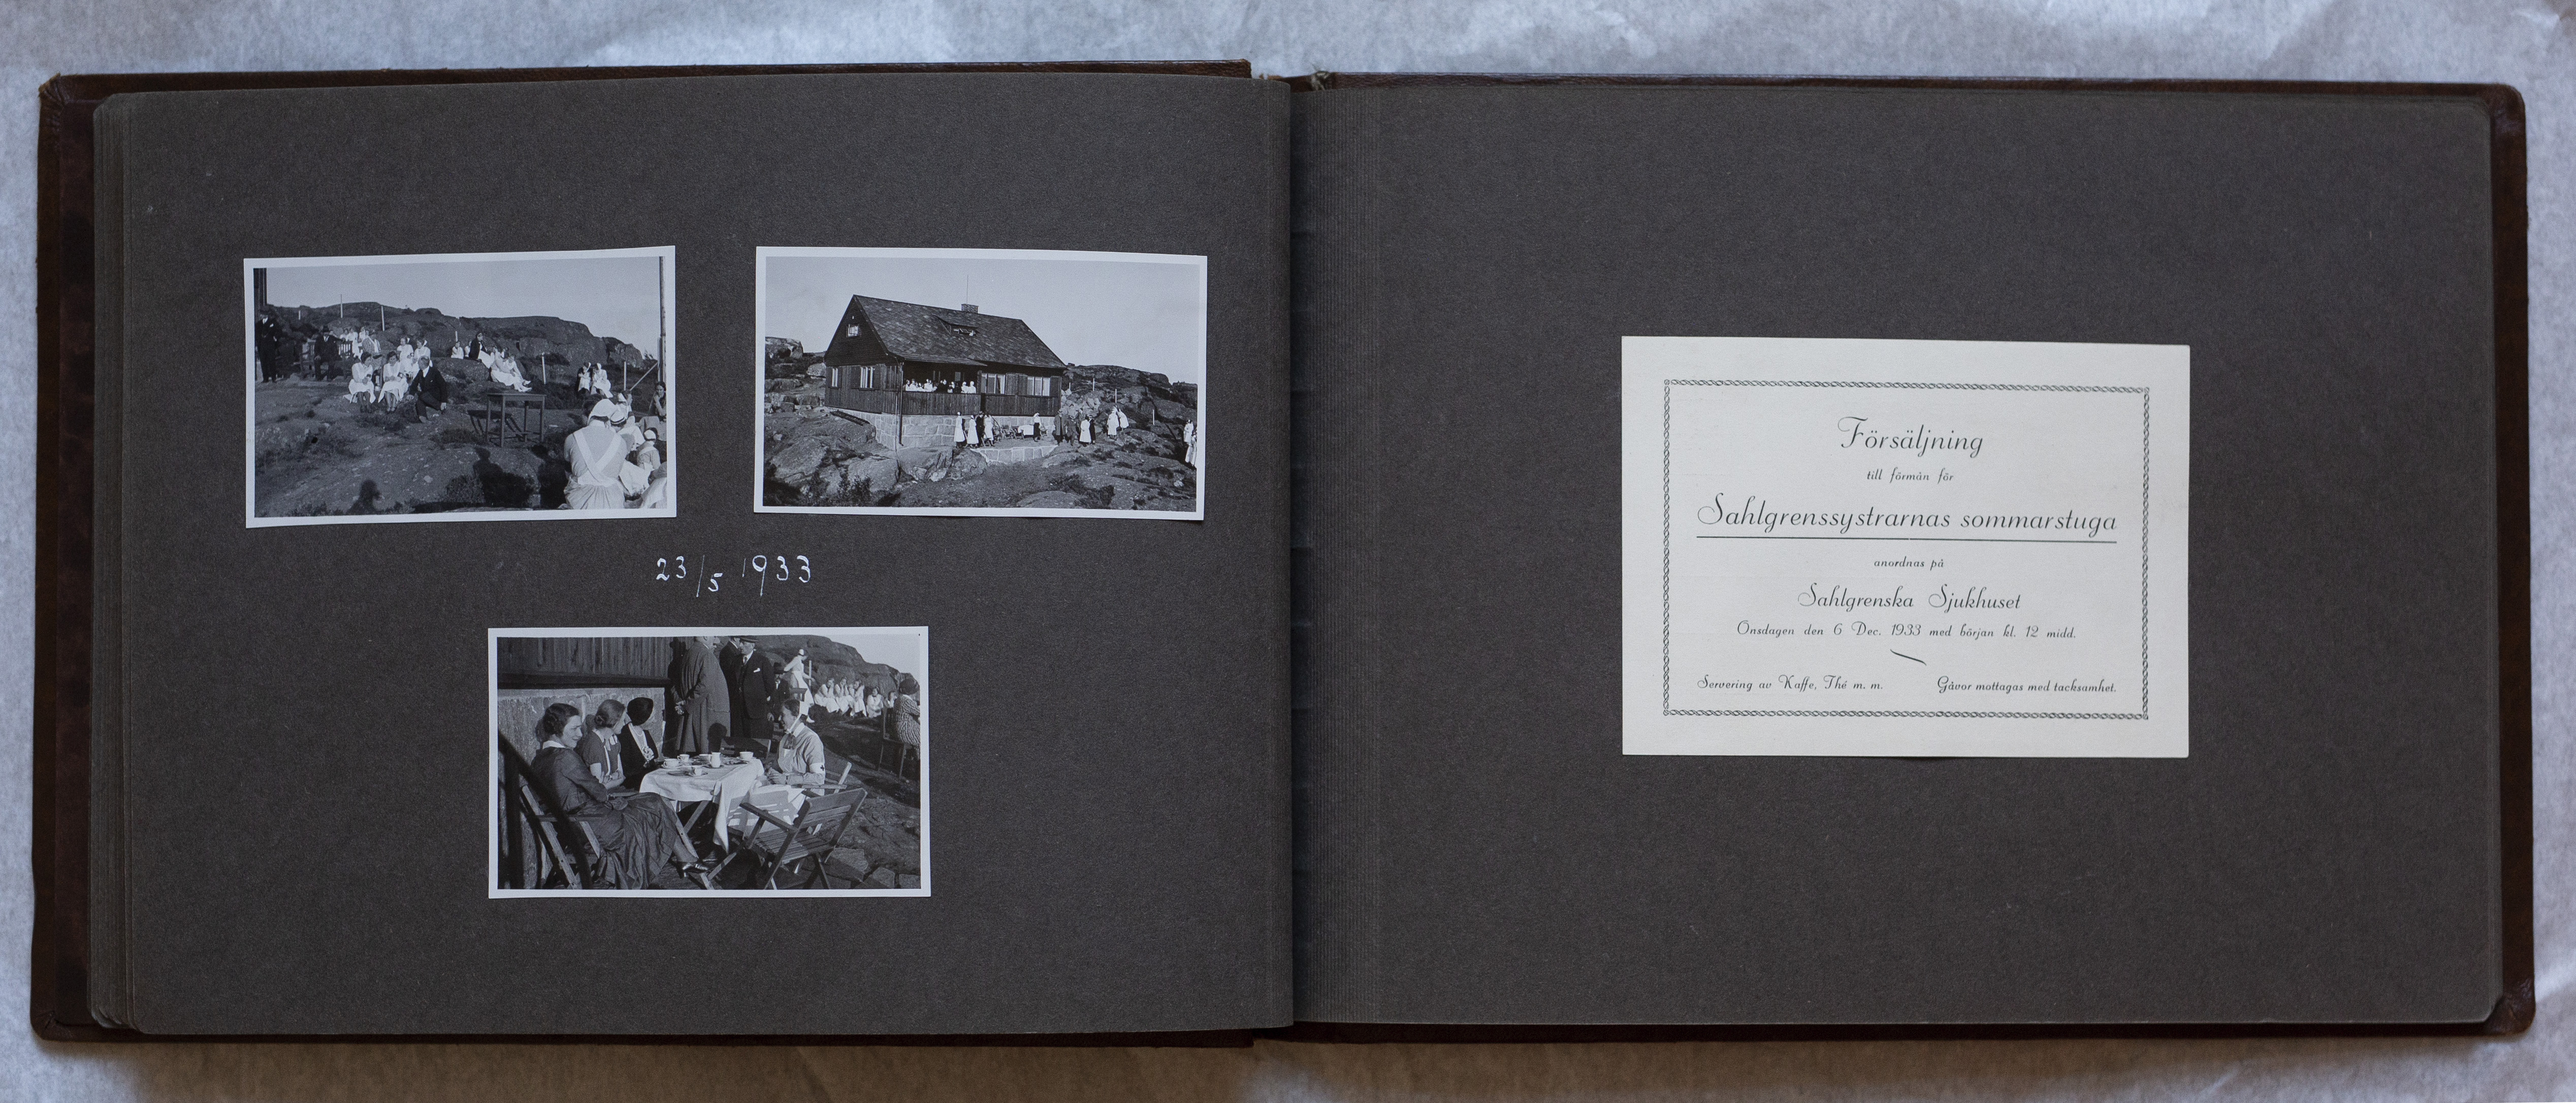 23/5 1933
Försäljning
till förmån för
Sahlgrenssystrarnas sommarstuga
anordnas på
Sahlgrenska Sjukhuset
Onsdagen den 6 Dec. 1933 med början kl. 12 midd.
Servering av Kaffe, Thé m. m. Gåvor mottagas med tacksamhet.